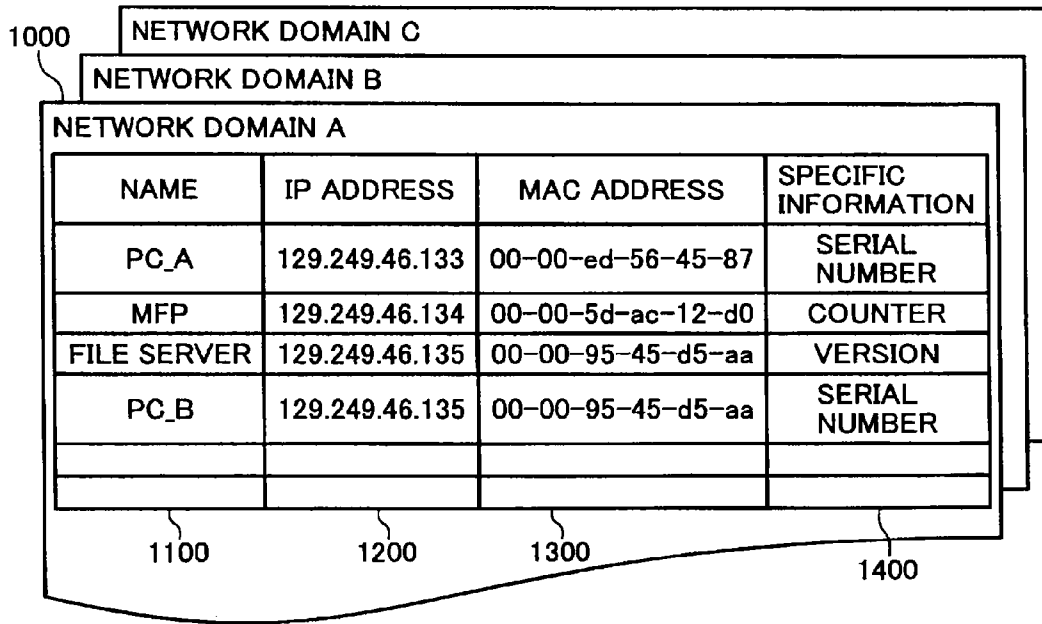 1000
NETWORK DOMAIN C
NETWORK DOMAIN B
NETWORK DOMAIN A
NAME IP ADDRESS MAC ADDRESS SPECIFIC INFORMATION
PC_A 129.249.46.133 00-00-ed-56-45-87 SERIAL NUMBER
MFP 129.249.46.134 00-00-5d-ac-12-d0 COUNTER
FILE SERVER 129.249.46.135 00-00-95-45-d5-aa VERSION
PC_B 129.249.46.135 00-00-95-45-d5-aa SERIAL NUMBER
1100 1200 1300 1400